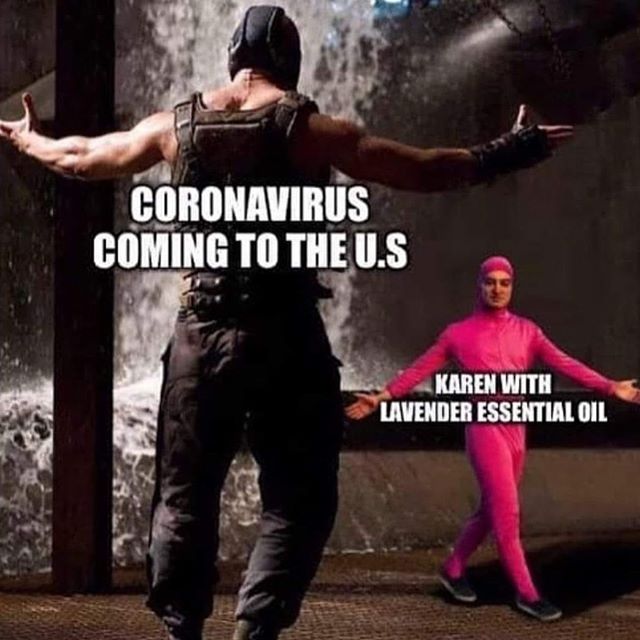 CORONAVIRUS
COMING TO THE U.S
KAREN WITH
LAVENDER ESSENTIAL OIL